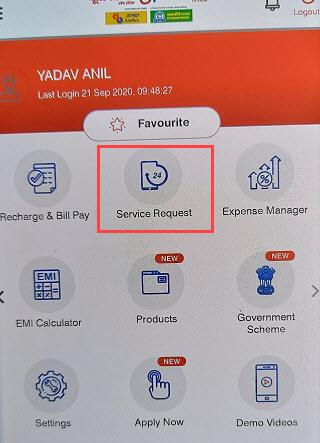 Logout
YADAV ANIL
Last Login 21 Sep 2020, 09:48:27
Favourite
24
Recharge & Bill Pay
Service Request
Expense Manager
EMI
NEW
NEW
EMI Calculator
Products
Government
Scheme
NEW
Settings
Apply Now
Demo Videos